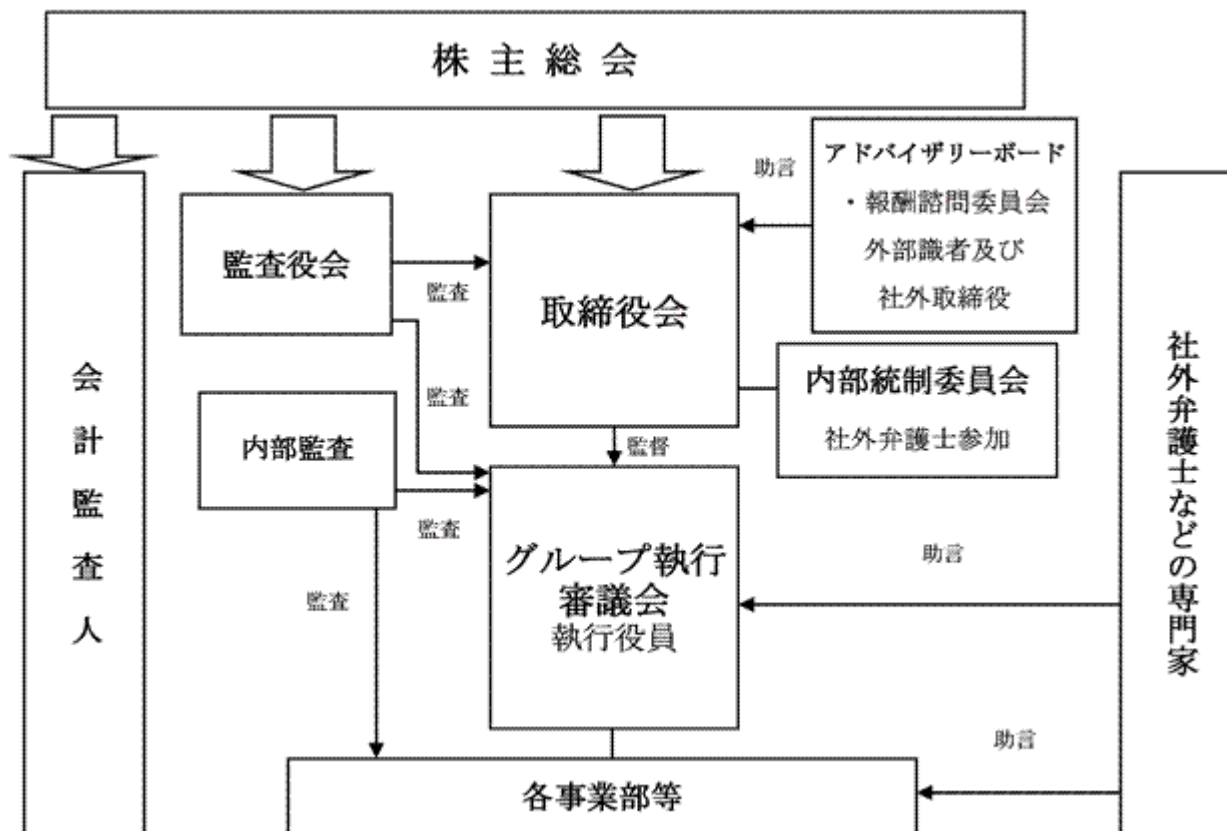 株主総会
アドバイザリーボード
・報酬諮問委員会
外部識者及び
社外取締役
助言
監査役会
監査
取締役会
監査
内部統制委員会
社外弁護士参加
内部監査
監督
監査
監査
グループ執行
審議会
執行役員
助言
助言
各事業部等
会計監査人
社外弁護士などの専門家